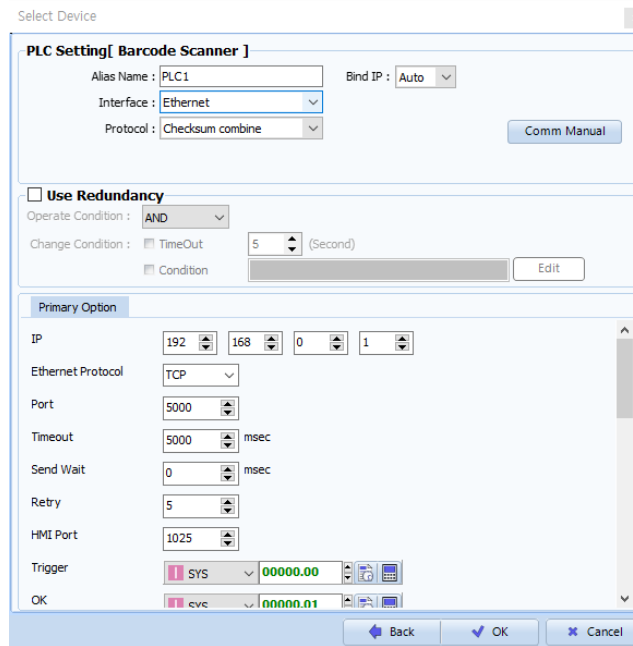 Select Device
PLC Setting[ Barcode Scanner ]
Alias Name : PLC1 Bind IP : Auto
Interface : Ethernet
Protocol : Checksum combine Comm Manual
Use Redundancy
Operate Condition : AND
Change Condition : TimeOut 5 (Second)
Condition Edit
Primary Option
IP 192 168 0 1
Ethernet Protocol TCP
Port 5000
Timeout 5000 msec
Send Wait 0 msec
Retry 5
HMI Port 1025
Trigger SYS 00000.00
OK SYS 00000.01
Back OK Cancel